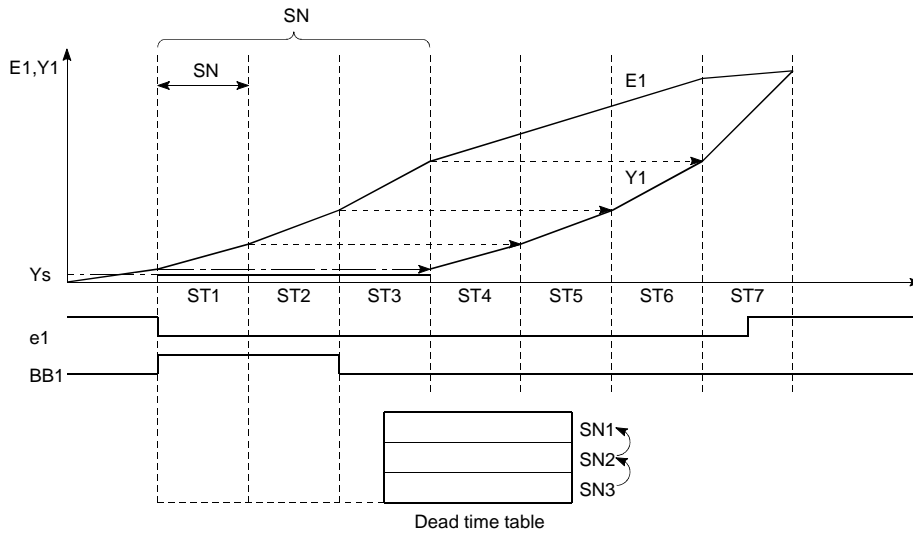 SN
E1,Y1
SN
E1
Y1
Ys
ST1 ST2 ST3 ST4 ST5 ST6 ST7
e1
BB1
SN1
SN2
SN3
Dead time table